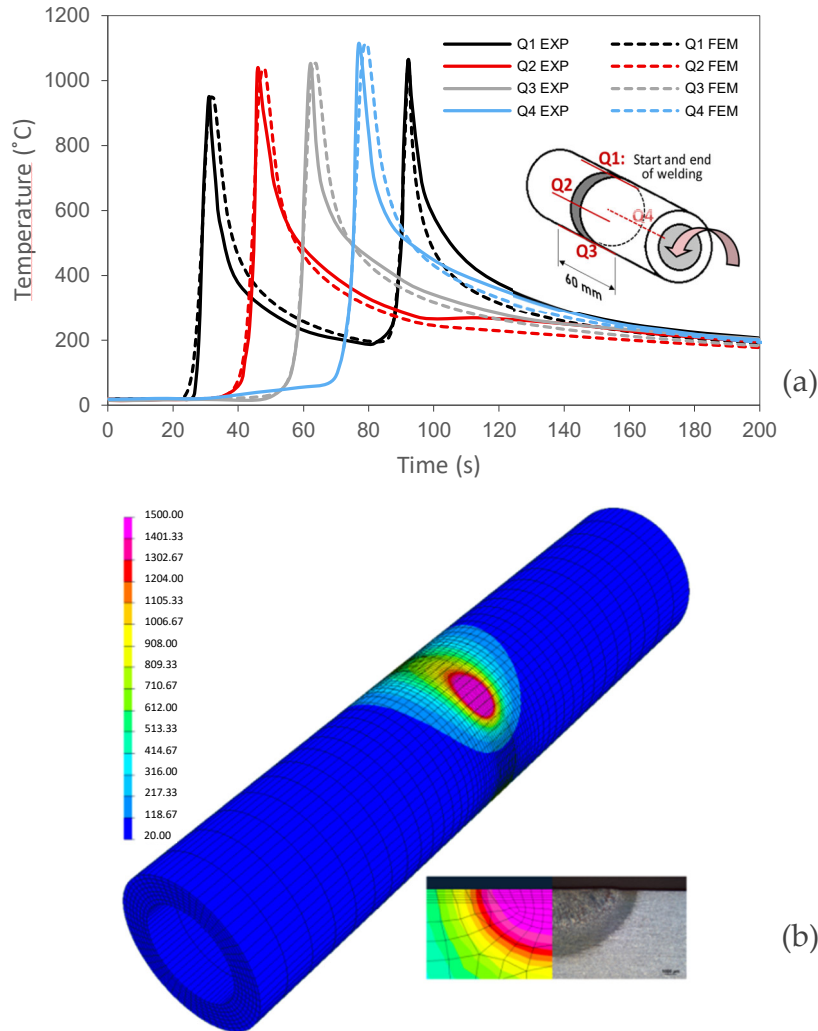 1200
1000
800
600
400
200
0
Temperature (˚C)
Q1 EXP
Q1 FEM
Q2 EXP
Q2 FEM
Q3 EXP
Q3 FEM
Q4 EXP
Q4 FEM
Q1: Start and end
of welding
Q2
Q4
Q3
60 mm
0 20 40 60 80 100 120 140 160 180 200
Time (s)
(a)
1500.00
1401.33
1302.67
1204.00
1105.33
1006.67
908.00
809.33
710.67
612.00
513.33
414.67
316.00
217.33
118.67
20.00
(b)